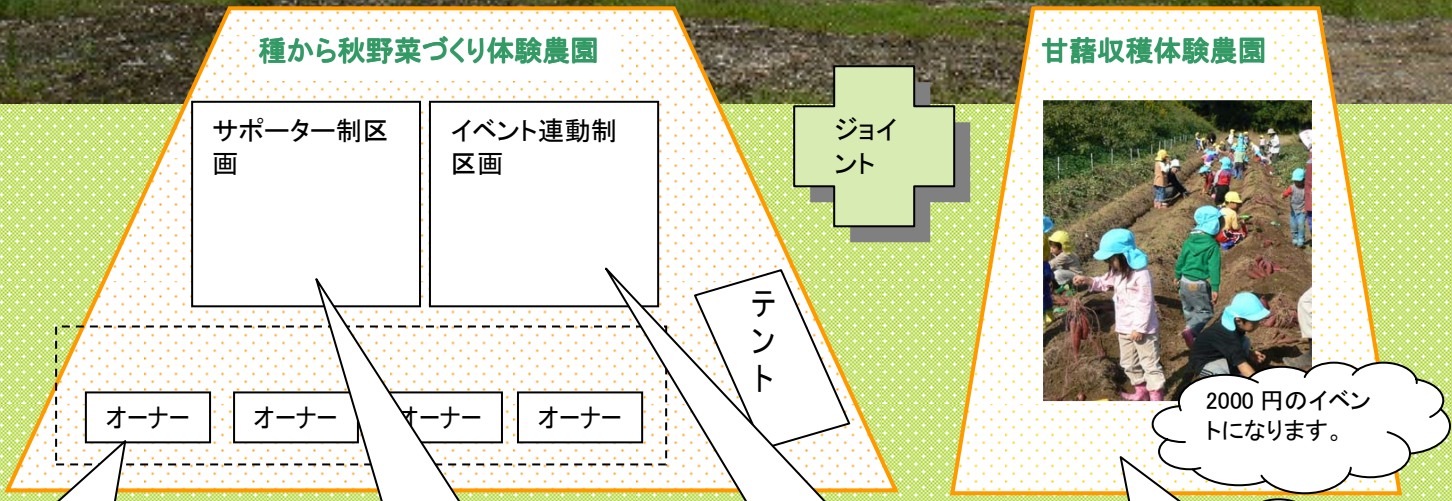 種から秋野菜づくり体験農園
甘藷収穫体験農園
サポーター制区
画
イベント連動制
区画
ジョイ
ント
テント
オーナー
オーナー
オーナー
オーナー
2000 円のイベン
トになります。